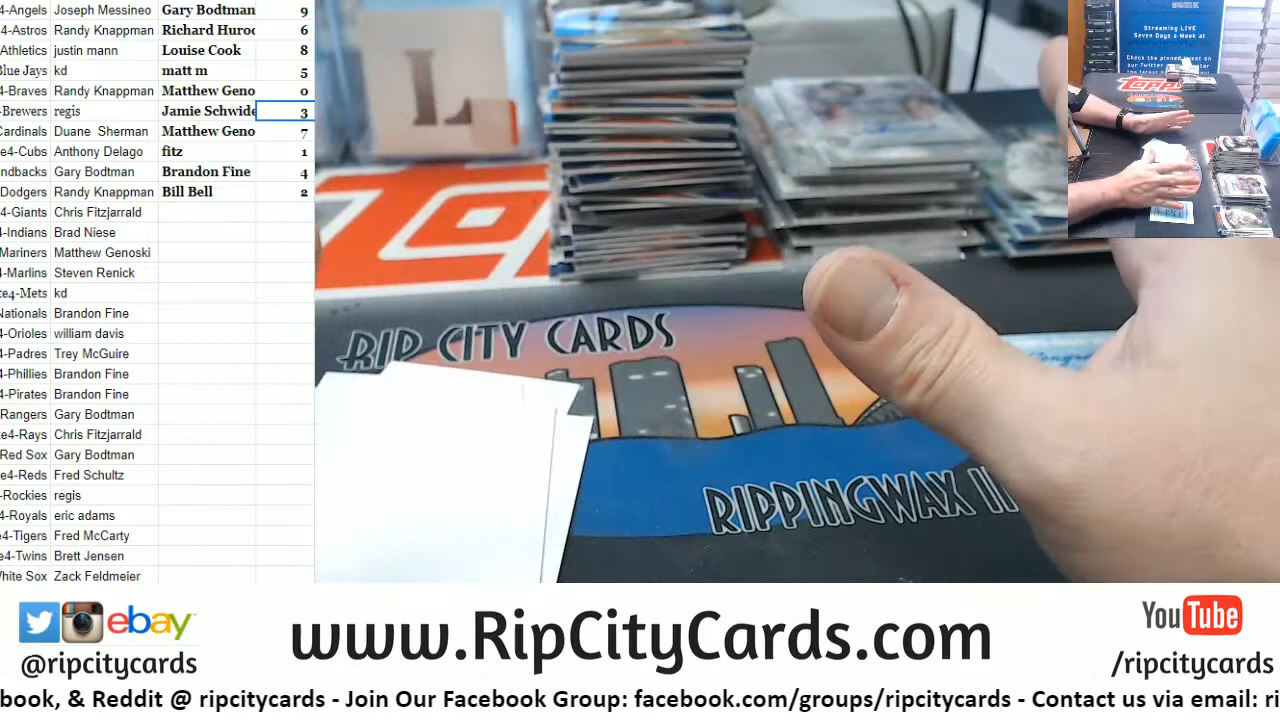 4-Angels Joseph Messineo Gary Bodtman 9
4-Astros Randy Knappman Richard Huroc 6
Athletics justin mann Louise Cook 8
Blue Jays kd matt m 5
4-Braves Randy Knappman Matthew Geno 0
-Brewers regis Jamie Schwide 3
Cardinals Duane Sherman Matthew Geno 7
e4-Cubs Anthony Delago fitz 1
ndbacks Gary Bodtman Brandon Fine 4
Dodgers Randy Knappman Bill Bell 2
4-Giants Chris Fitzjarrald
4-Indians Brad Niese
Mariners Matthew Genoski
-Marlins Steven Renick
te4-Mets kd
Nationals Brandon Fine
4-Orioles william davis
4-Padres Trey McGuire
-Phillies Brandon Fine
4-Pirates Brandon Fine
Rangers Gary Bodtman
te4-Rays Chris Fitzjarrald
Red Sox Gary Bodtman
e4-Reds Fred Schultz
-Rockies regis
4-Royals eric adams
e4-Tigers Fred McCarty
e4-Twins Brett Jensen
White Sox Zack Feldmeier
RIP CITY CARDS
RIPPINGWAX II
Streaming LIVE
Seven Days a Week at
TOPPS
ebay
@ripcitycards
www.RipCityCards.com
YouTube
/ripcitycards
book, & Reddit @ ripcitycards - Join Our Facebook Group: facebook.com/groups/ripcitycards - Contact us via email: ri